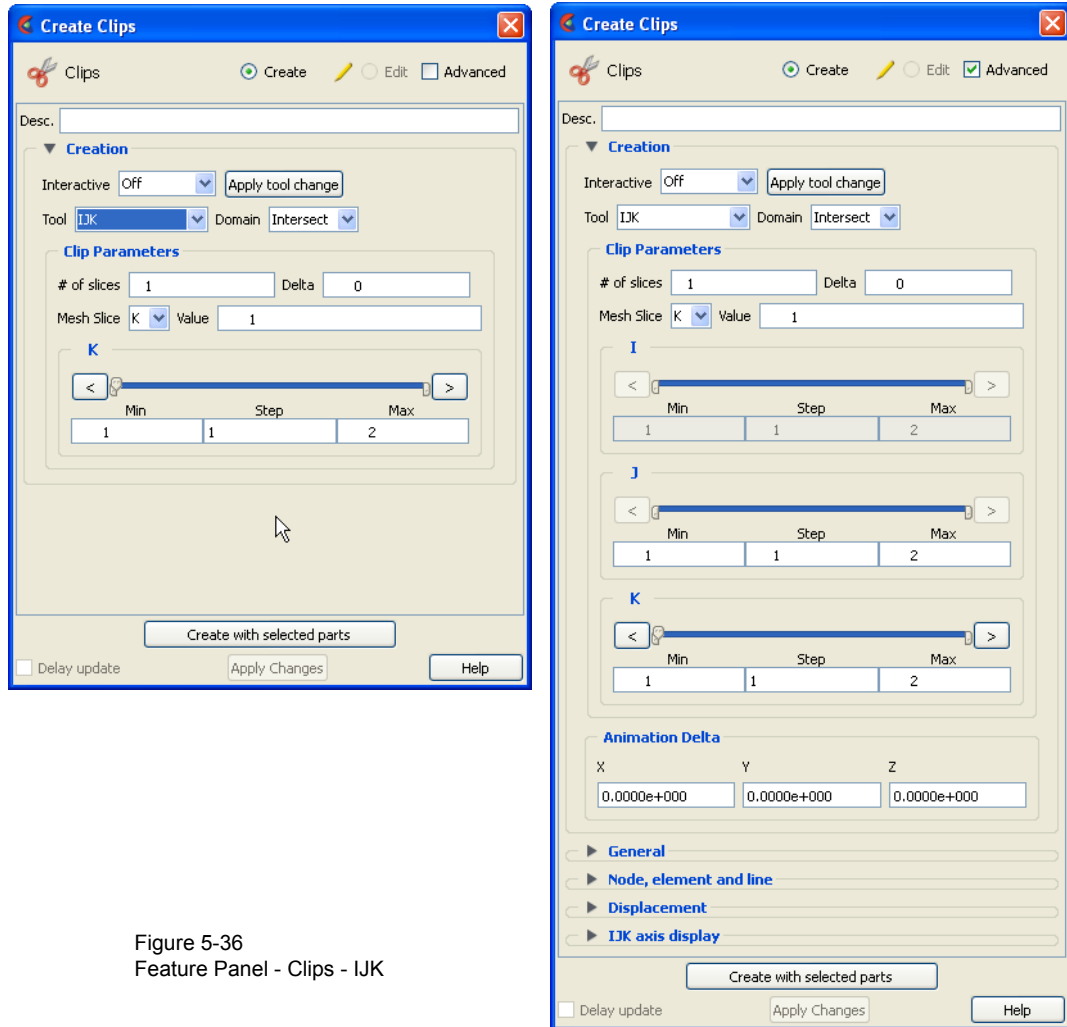 Create Clips
Clips Create Edit Advanced
Desc.
Creation
Interactive Off Apply tool change
Tool IJK Domain Intersect
Clip Parameters
# of slices 1 Delta 0
Mesh Slice K Value 1
K
< >
Min Step Max
1 1 2
Create with selected parts
Delay update Apply Changes Help
Create Clips
Clips Create Edit Advanced
Desc.
Creation
Interactive Off Apply tool change
Tool IJK Domain Intersect
Clip Parameters
# of slices 1 Delta 0
Mesh Slice K Value 1
I
< >
Min Step Max
1 1 2
J
< >
Min Step Max
1 1 2
K
< >
Min Step Max
1 1 2
Animation Delta
X Y Z
0.0000e+000 0.0000e+000 0.0000e+000
General
Node, element and line
Displacement
IJK axis display
Create with selected parts
Delay update Apply Changes Help
Figure 5-36
Feature Panel - Clips - IJK